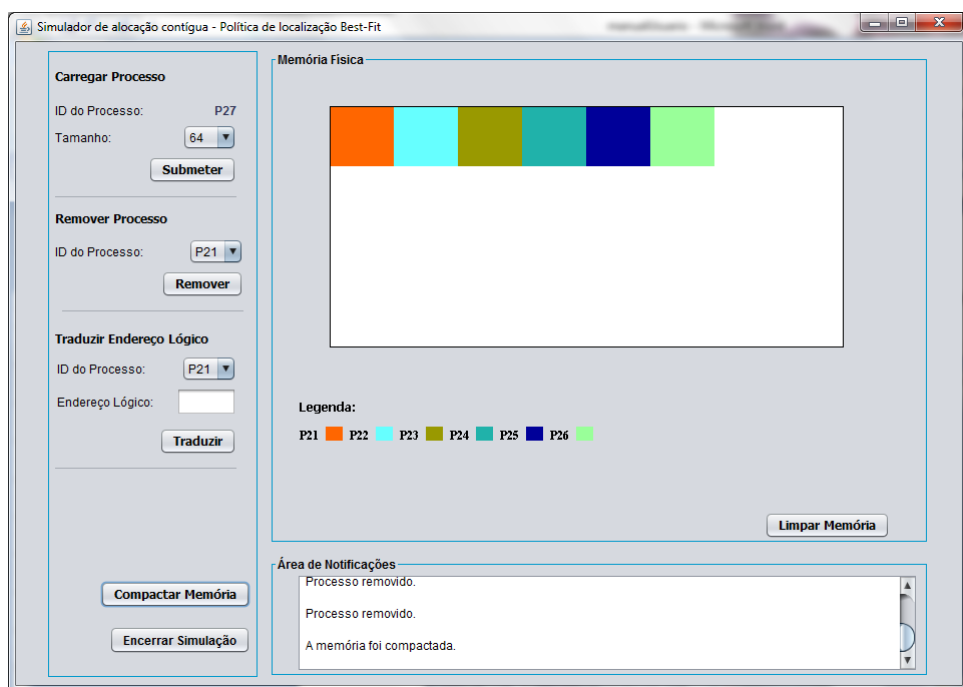 Simulador de alocação contígua - Política de localização Best-Fit
Carregar Processo
ID do Processo: P27
Tamanho: 64
Submeter
Remover Processo
ID do Processo: P21
Remover
Traduzir Endereço Lógico
ID do Processo: P21
Endereço Lógico:
Traduzir
Compactar Memória
Encerrar Simulação
Memória Física
Legenda:
P21 P22 P23 P24 P25 P26
Limpar Memória
Área de Notificações
Processo removido.
Processo removido.
A memória foi compactada.